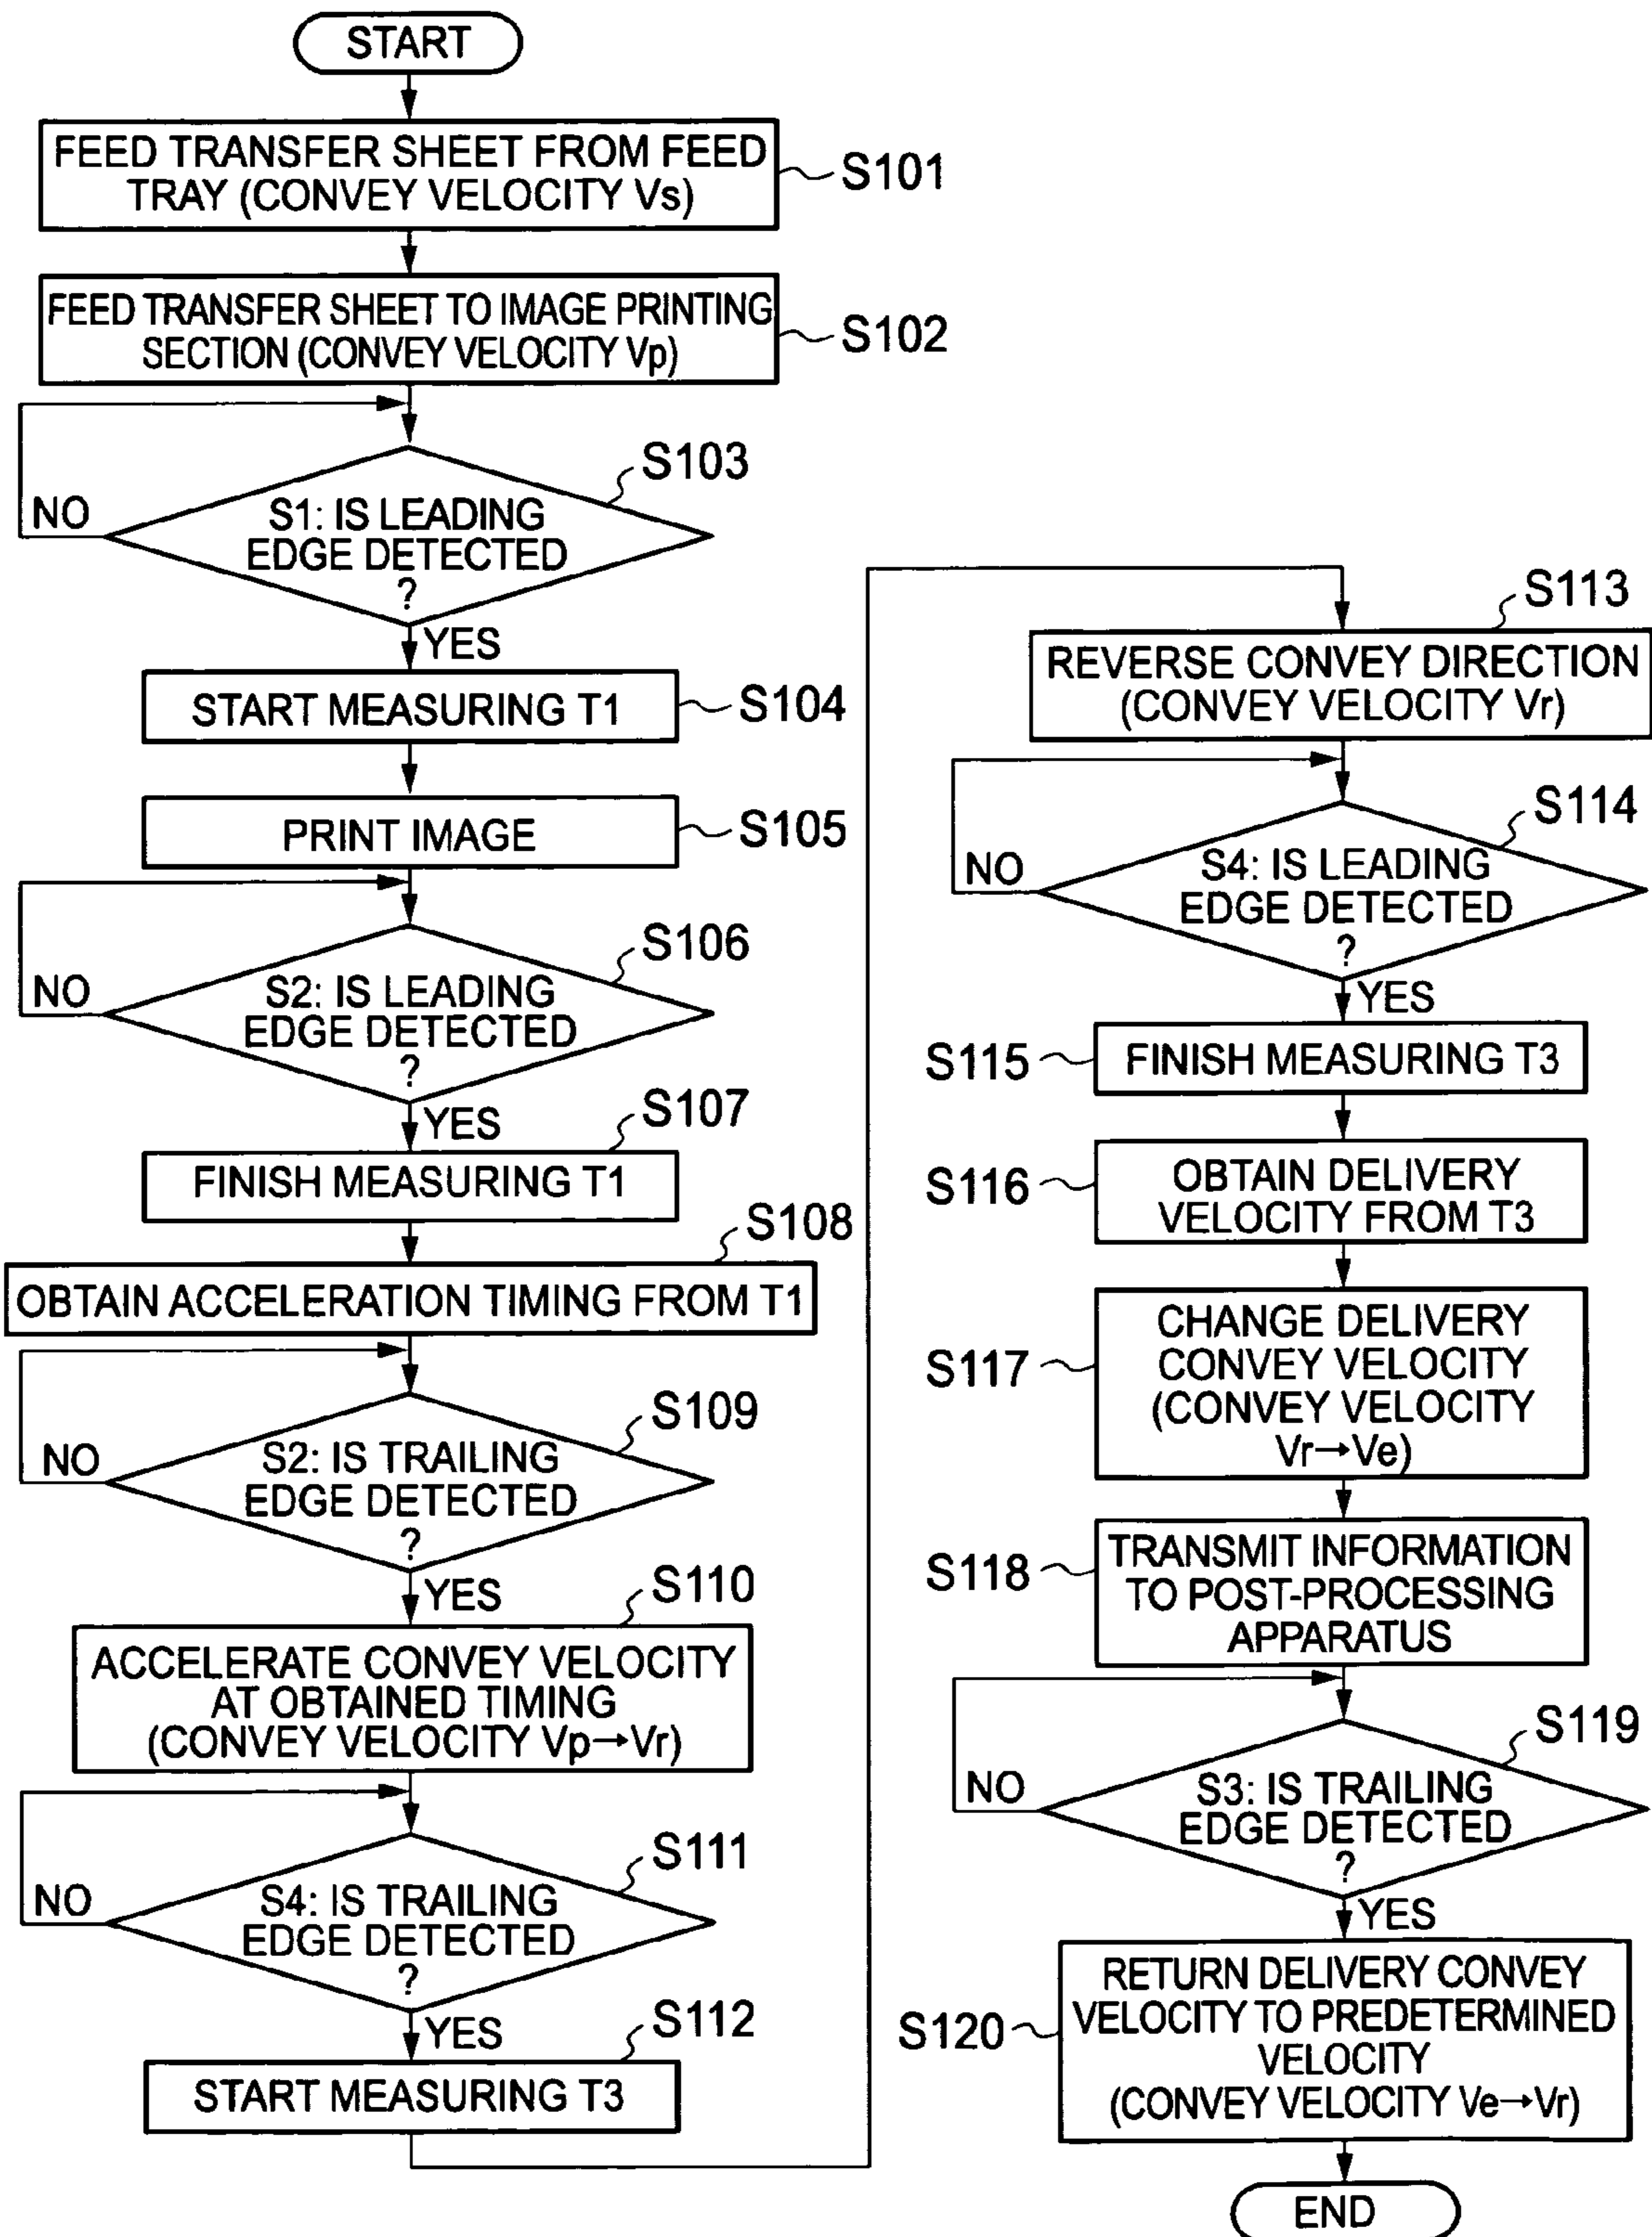 START
FEED TRANSFER SHEET FROM FEED
TRAY (CONVEY VELOCITY Vs)
S101
FEED TRANSFER SHEET TO IMAGE PRINTING
SECTION (CONVEY VELOCITY Vp)
S102
S103
NO
S1: IS LEADING
EDGE DETECTED
?
YES
START MEASURING T1
S104
PRINT IMAGE
S105
S106
NO
S2: IS LEADING
EDGE DETECTED
?
YES
S107
FINISH MEASURING T1
S108
OBTAIN ACCELERATION TIMING FROM T1
S109
NO
S2: IS TRAILING
EDGE DETECTED
?
YES
S110
ACCELERATE CONVEY VELOCITY
AT OBTAINED TIMING
(CONVEY VELOCITY Vp→Vr)
S111
NO
S4: IS TRAILING
EDGE DETECTED
?
YES
S112
START MEASURING T3
S113
REVERSE CONVEY DIRECTION
(CONVEY VELOCITY Vr)
S114
NO
S4: IS LEADING
EDGE DETECTED
?
YES
S115
FINISH MEASURING T3
S116
OBTAIN DELIVERY
VELOCITY FROM T3
S117
CHANGE DELIVERY
CONVEY VELOCITY
(CONVEY VELOCITY
Vr→Ve)
S118
TRANSMIT INFORMATION
TO POST-PROCESSING
APPARATUS
S119
NO
S3: IS TRAILING
EDGE DETECTED
?
YES
S120
RETURN DELIVERY CONVEY
VELOCITY TO PREDETERMINED
VELOCITY
(CONVEY VELOCITY Ve→Vr)
END